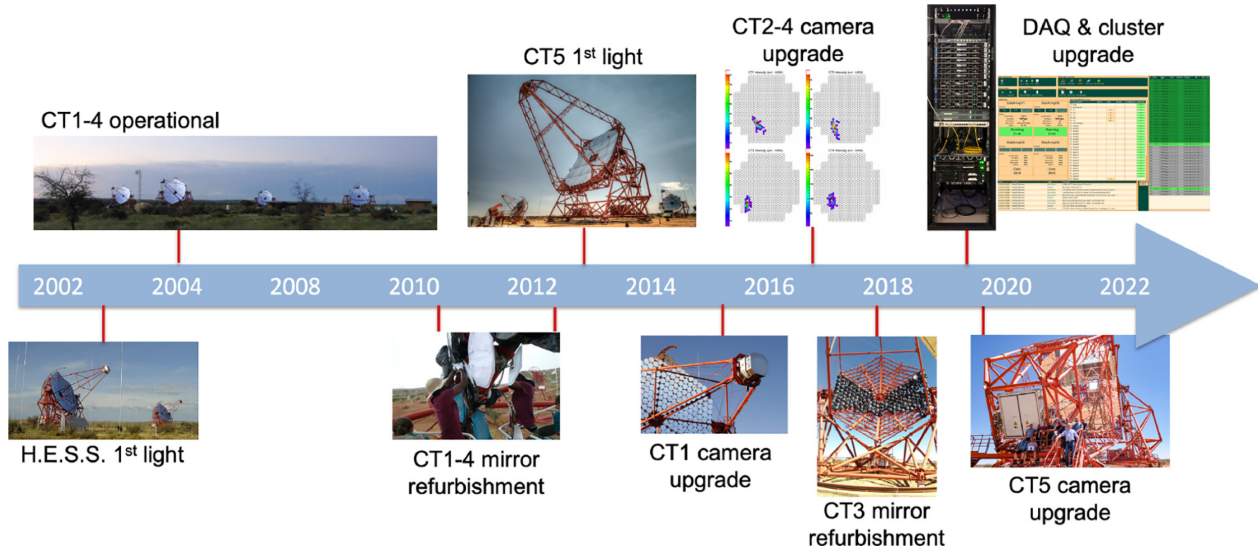 CT1-4 operational
CT5 1st light
CT2-4 camera
upgrade
DAQ & cluster
upgrade
2002 2004 2008 2010 2012 2014 2016 2018 2020 2022
H.E.S.S. 1st light
CT1-4 mirror
refurbishment
CT1 camera
upgrade
CT3 mirror
refurbishment
CT5 camera
upgrade